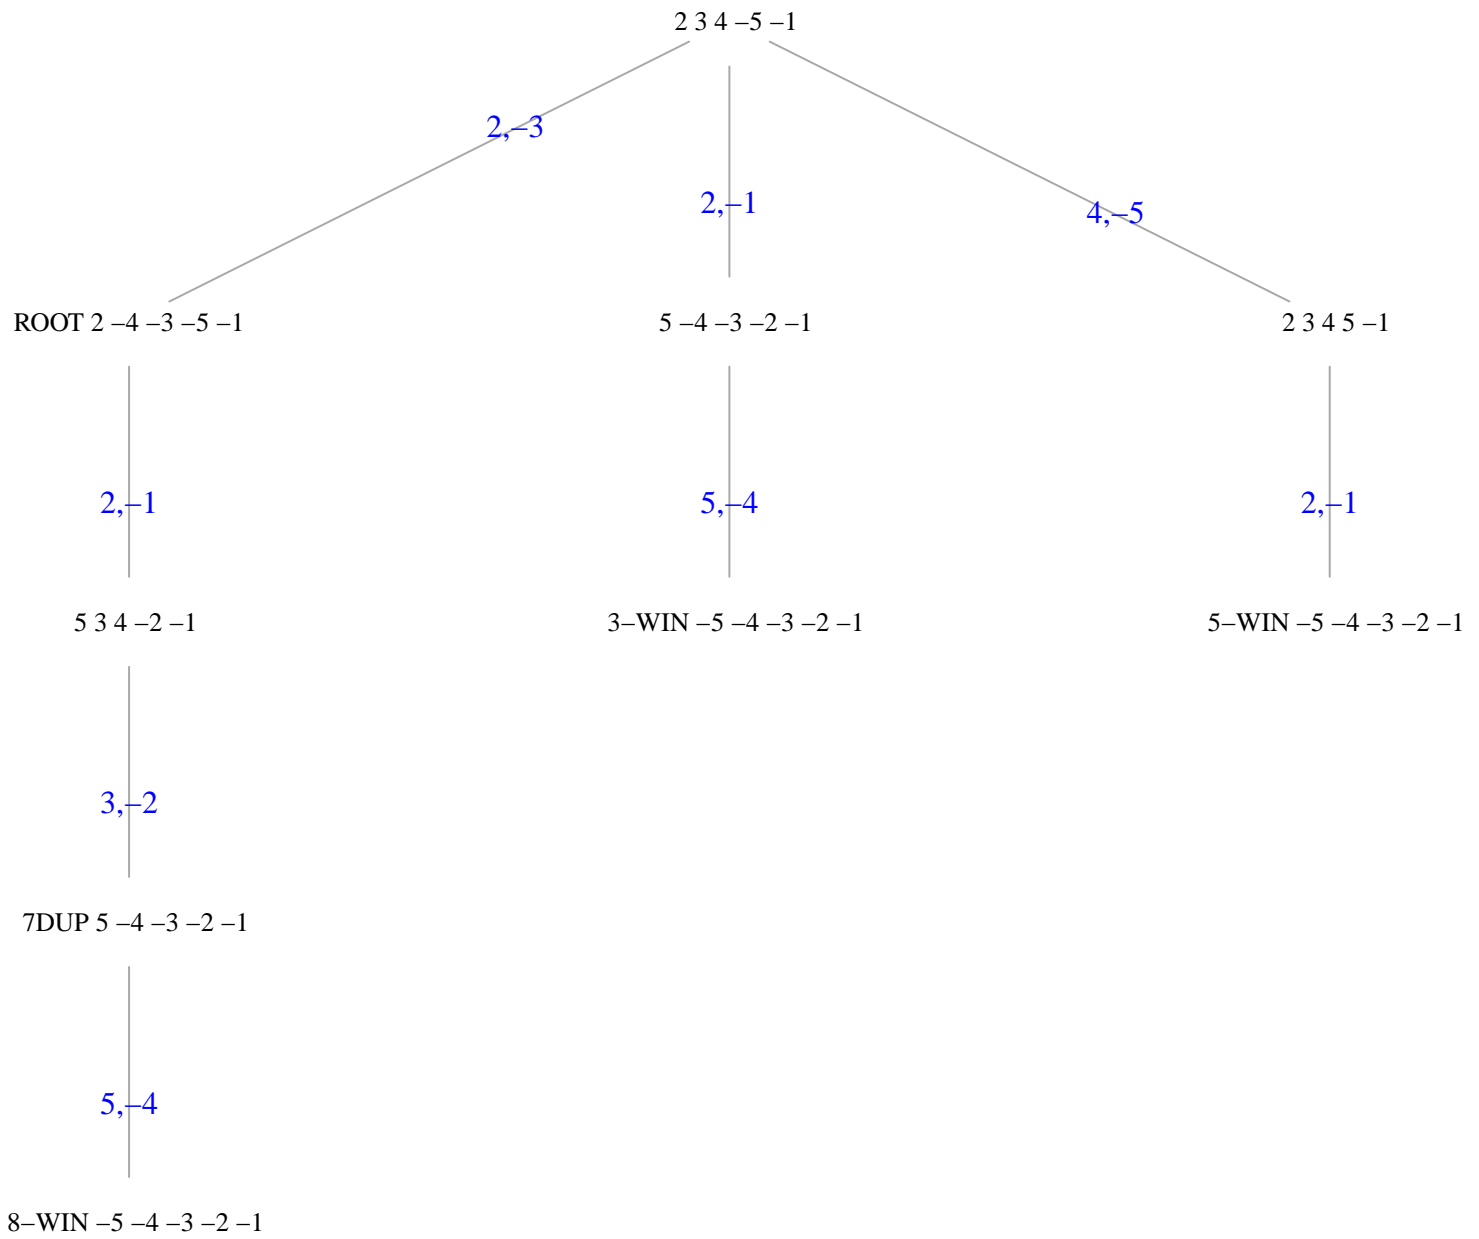 2 3 4 –5 –1
2,–3
2,–1
4,–5
ROOT 2 –4 –3 –5 –1
5 –4 –3 –2 –1
2 3 4 5 –1
2,–1
5,–4
2,–1
5 3 4 –2 –1
3–WIN –5 –4 –3 –2 –1
5–WIN –5 –4 –3 –2 –1
3,–2
7DUP 5 –4 –3 –2 –1
5,–4
8–WIN –5 –4 –3 –2 –1